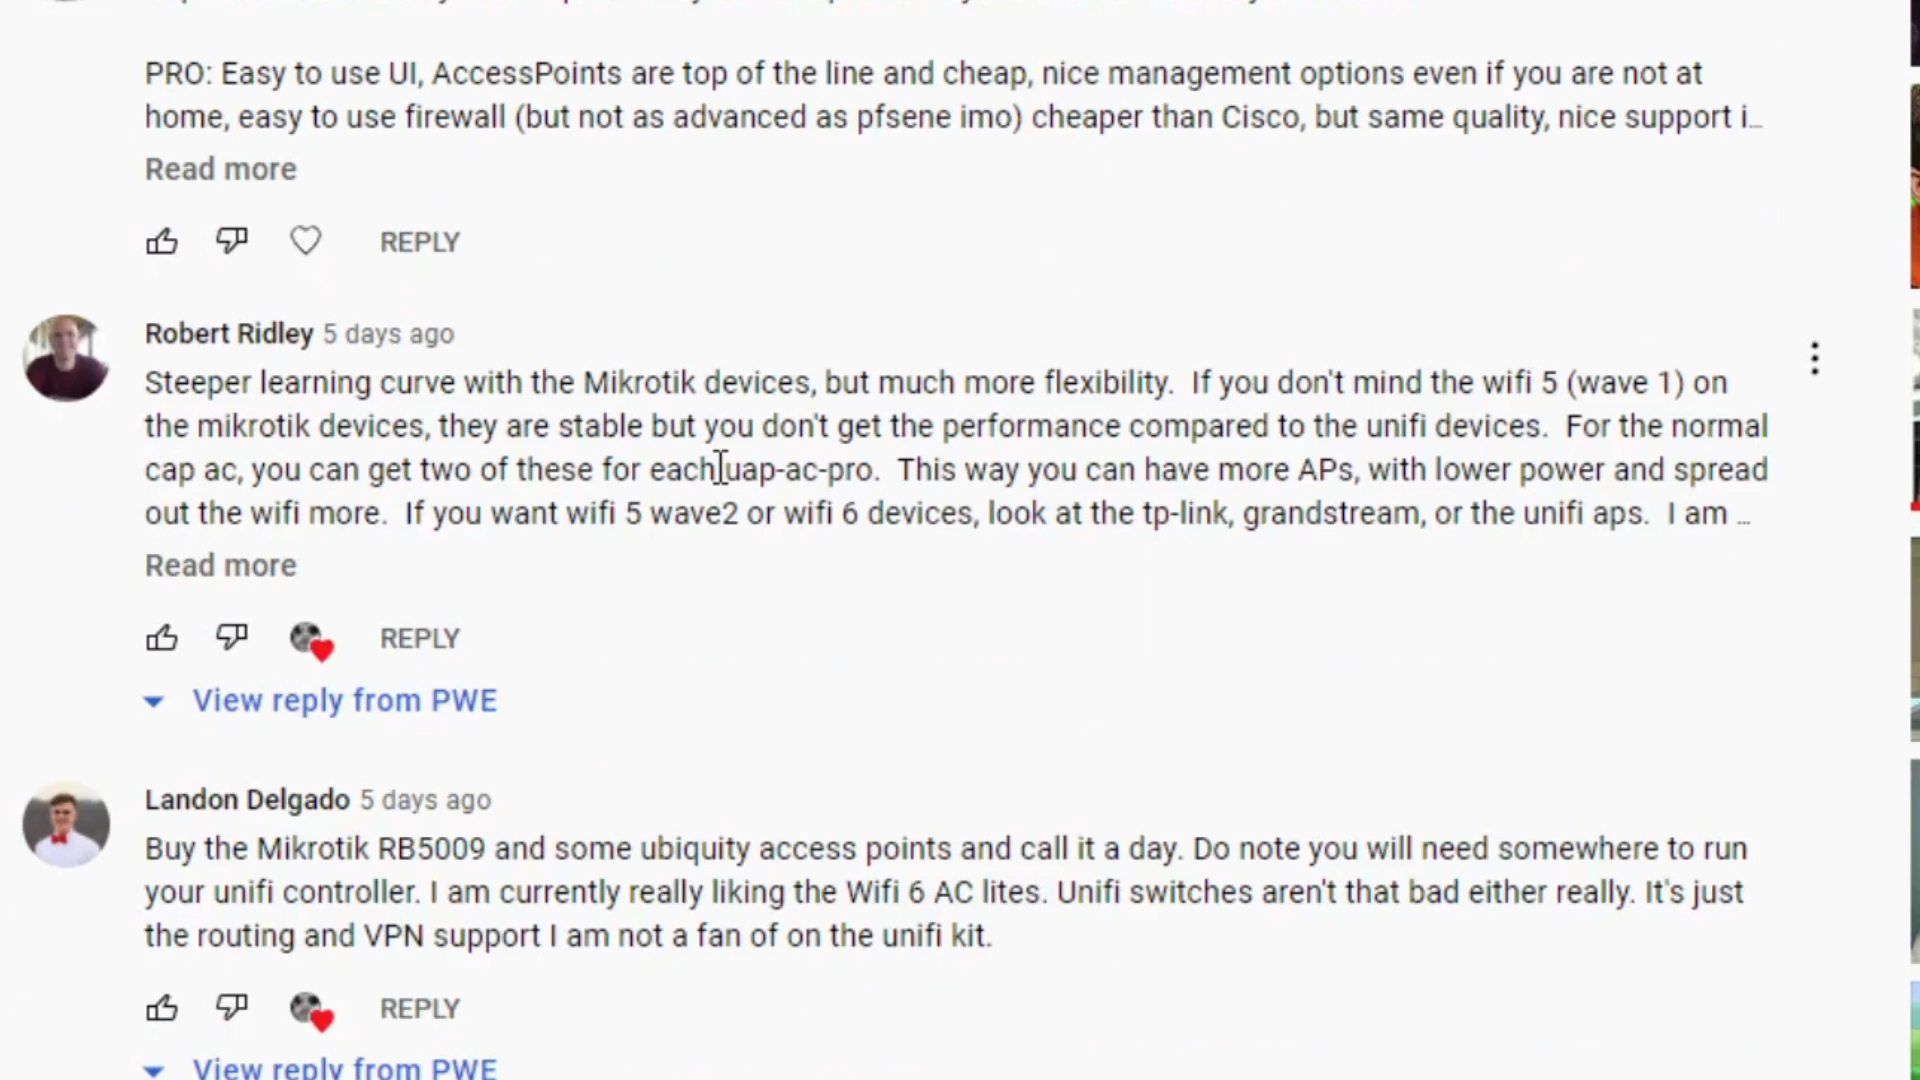 PRO: Easy to use UI, AccessPoints are top of the line and cheap, nice management options even if you are not at
home, easy to use firewall (but not as advanced as pfsene imo) cheaper than Cisco, but same quality, nice support i...
Read more
REPLY
Robert Ridley 5 days ago
Steeper learning curve with the Mikrotik devices, but much more flexibility.  If you don't mind the wifi 5 (wave 1) on
the mikrotik devices, they are stable but you don't get the performance compared to the unifi devices.  For the normal
cap ac, you can get two of these for each uap-ac-pro.  This way you can have more APs, with lower power and spread
out the wifi more.  If you want wifi 5 wave2 or wifi 6 devices, look at the tp-link, grandstream, or the unifi aps.  I am ...
Read more
REPLY
View reply from PWE
Landon Delgado 5 days ago
Buy the Mikrotik RB5009 and some ubiquity access points and call it a day. Do note you will need somewhere to run
your unifi controller. I am currently really liking the Wifi 6 AC lites. Unifi switches aren't that bad either really. It's just
the routing and VPN support I am not a fan of on the unifi kit.
REPLY
View reply from PWE